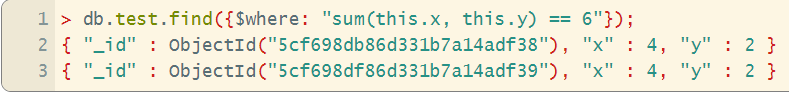 1 > db.test.find({$where: "sum(this.x, this.y) == 6"});
2 { "_id" : ObjectId("5cf698db86d331b7a14adf38"), "x" : 4, "y" : 2 }
3 { "_id" : ObjectId("5cf698df86d331b7a14adf39"), "x" : 4, "y" : 2 }